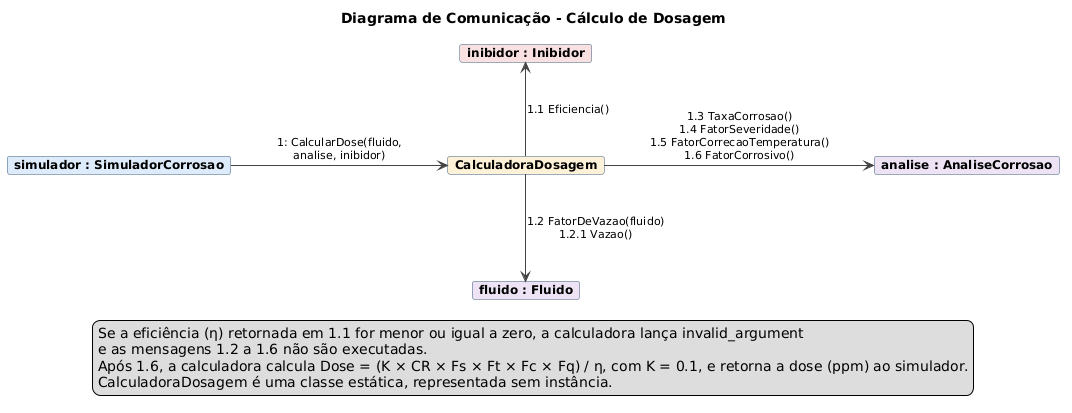 Diagrama de Comunicação - Cálculo de Dosagem
inibidor : Inibidor
1.1 Eficiencia()
1: CalcularDose(fluido,
analise, inibidor)
1.3 TaxaCorrosao()
1.4 FatorSeveridade()
1.5 FatorCorrecaoTemperatura()
1.6 FatorCorrosivo()
simulador : SimuladorCorrosao
CalculadoraDosagem
analise : AnaliseCorrosao
1.2 FatorDeVazao(fluido)
1.2.1 Vazao()
fluido : Fluido
Se a eficiência (η) retornada em 1.1 for menor ou igual a zero, a calculadora lança invalid_argument
e as mensagens 1.2 a 1.6 não são executadas.
Após 1.6, a calculadora calcula Dose = (K × CR × Fs × Ft × Fc × Fq) / η, com K = 0.1, e retorna a dose (ppm) ao simulador.
CalculadoraDosagem é uma classe estática, representada sem instância.